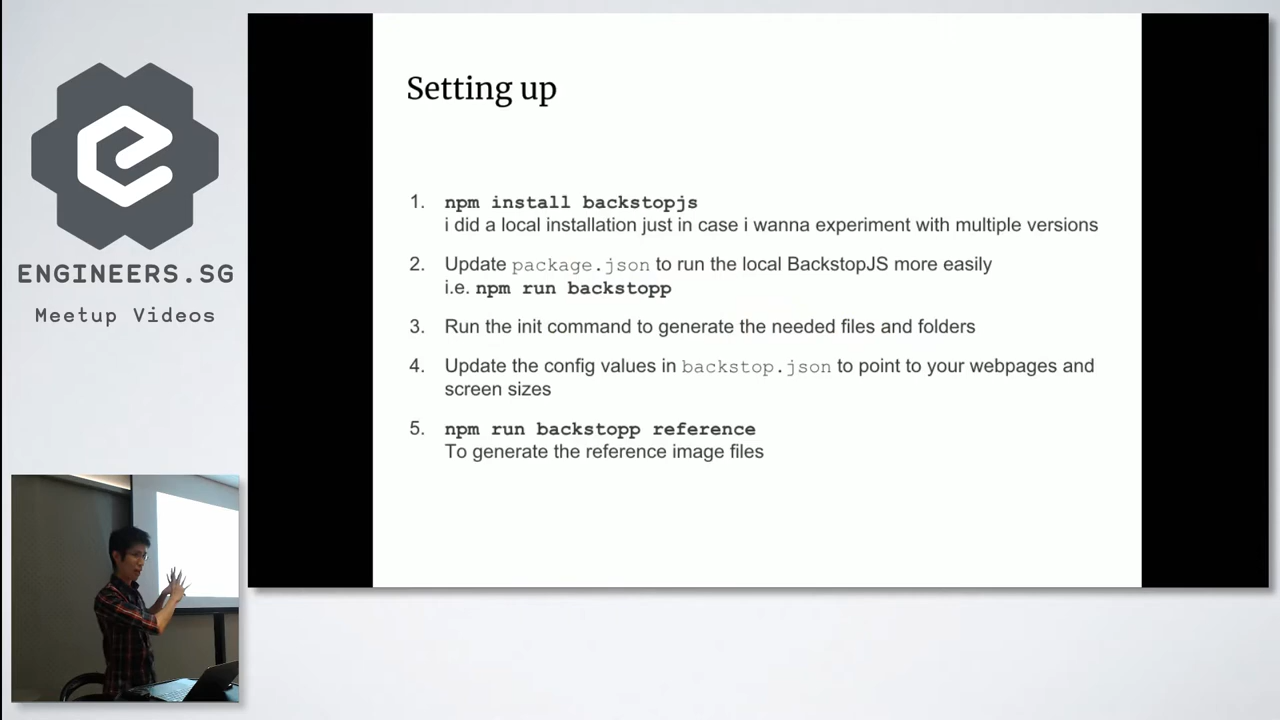 ENGINEERS.SG
Meetup Videos
Setting up
1. npm install backstopjs
i did a local installation just in case i wanna experiment with multiple versions
2. Update package.json to run the local BackstopJS more easily
i.e. npm run backstopp
3. Run the init command to generate the needed files and folders
4. Update the config values in backstop.json to point to your webpages and
screen sizes
5. npm run backstopp reference
To generate the reference image files